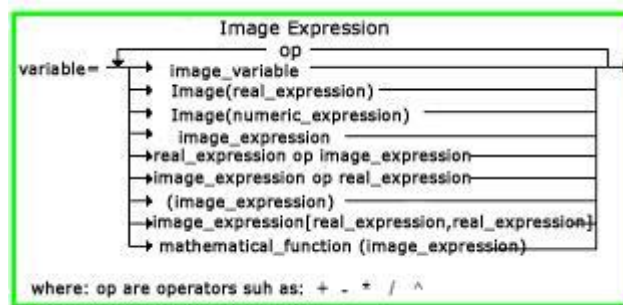 Image Expression
op
variable=
image_variable
Image(real_expression)
Image(numeric_expression)
image_expression
real_expression op image_expression
image_expression op real_expression
(image_expression)
image_expression[real_expression,real_expression]
mathematical_function (image_expression)
where: op are operators suh as: + - * / ^